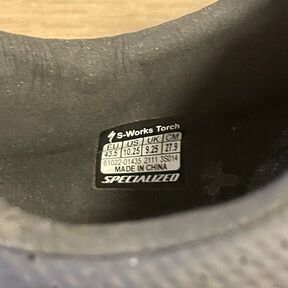 S-Works Torch
EU US UK CM
43.5 10.25 9.25 27.9
61022-01435 2111 3S014
MADE IN CHINA
SPECIALIZED